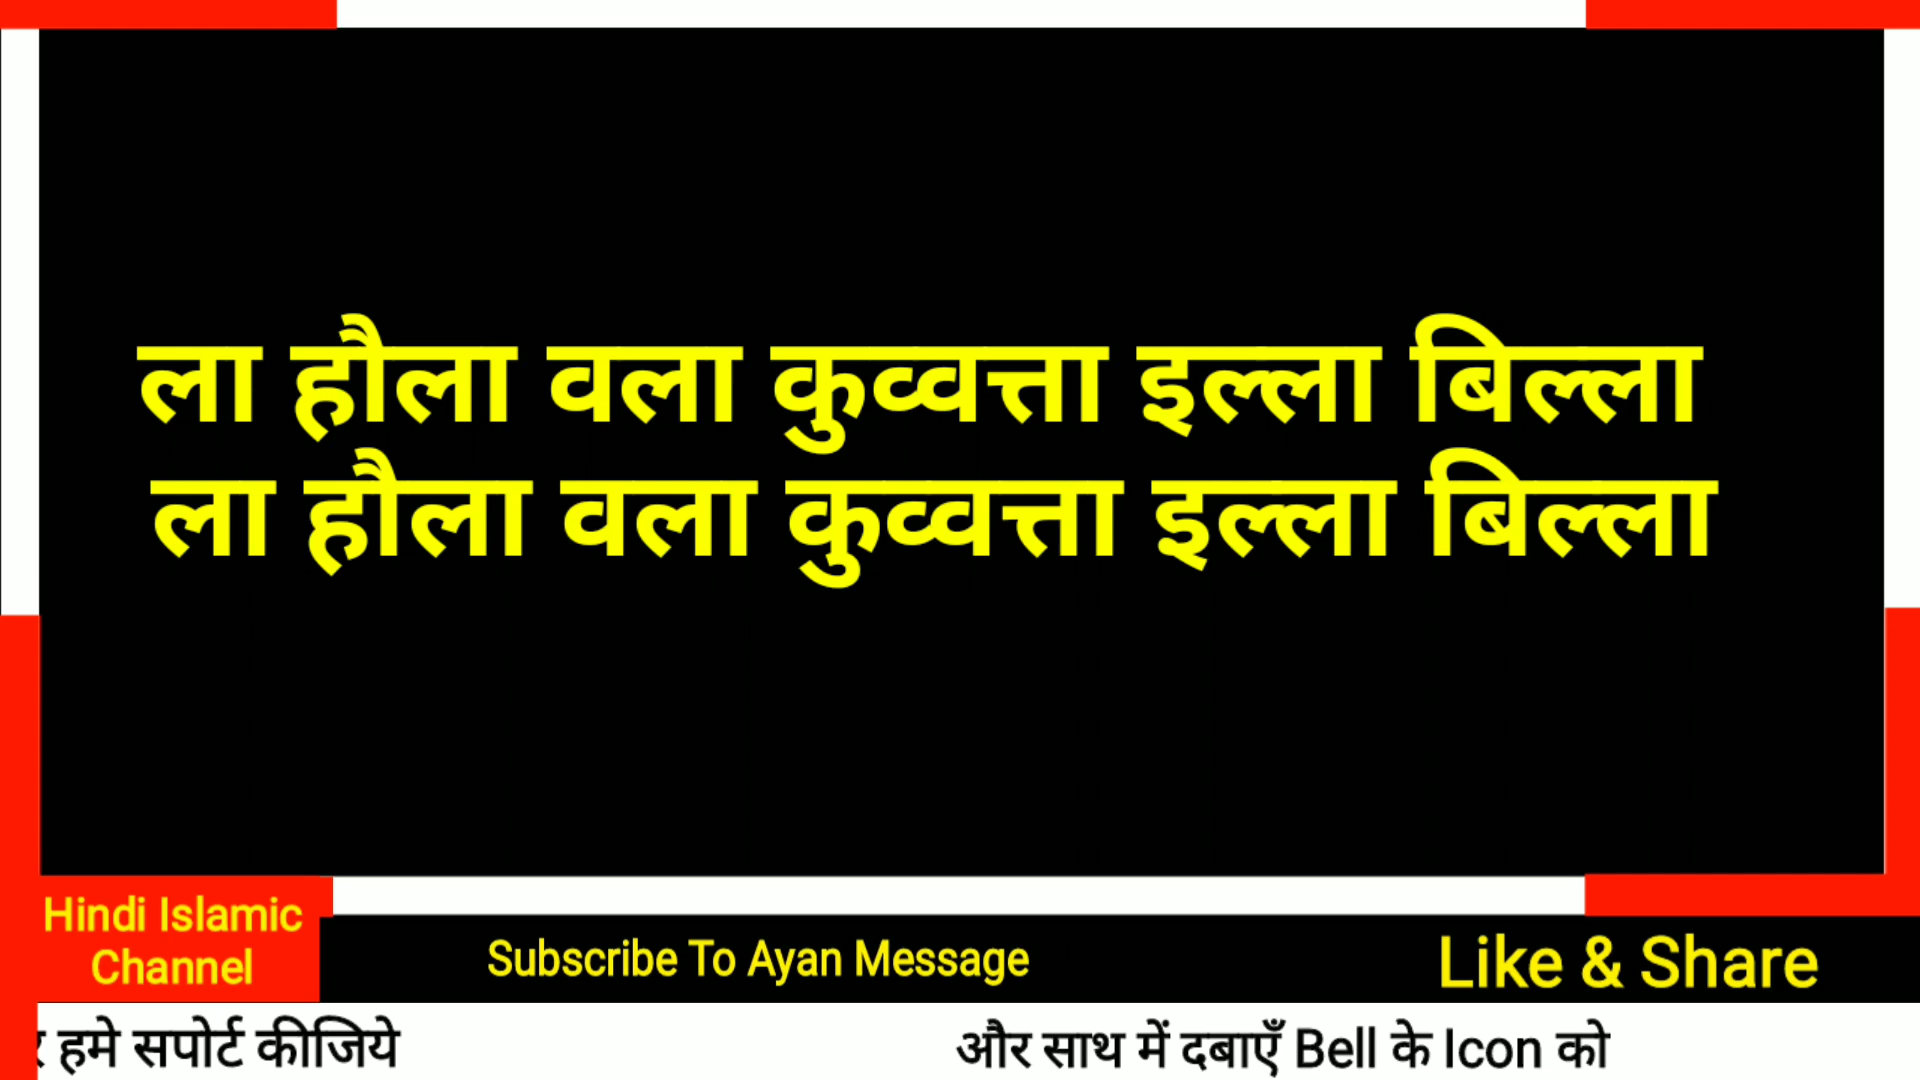 ला हौला वला कुव्वत्ता इल्ला बिल्ला
ला हौला वला कुव्वत्ता इल्ला बिल्ला
Hindi Islamic
Channel
Subscribe To Ayan Message
Like & Share
हमे सपोर्ट कीजिये
और साथ में दबाएँ Bell के Icon को